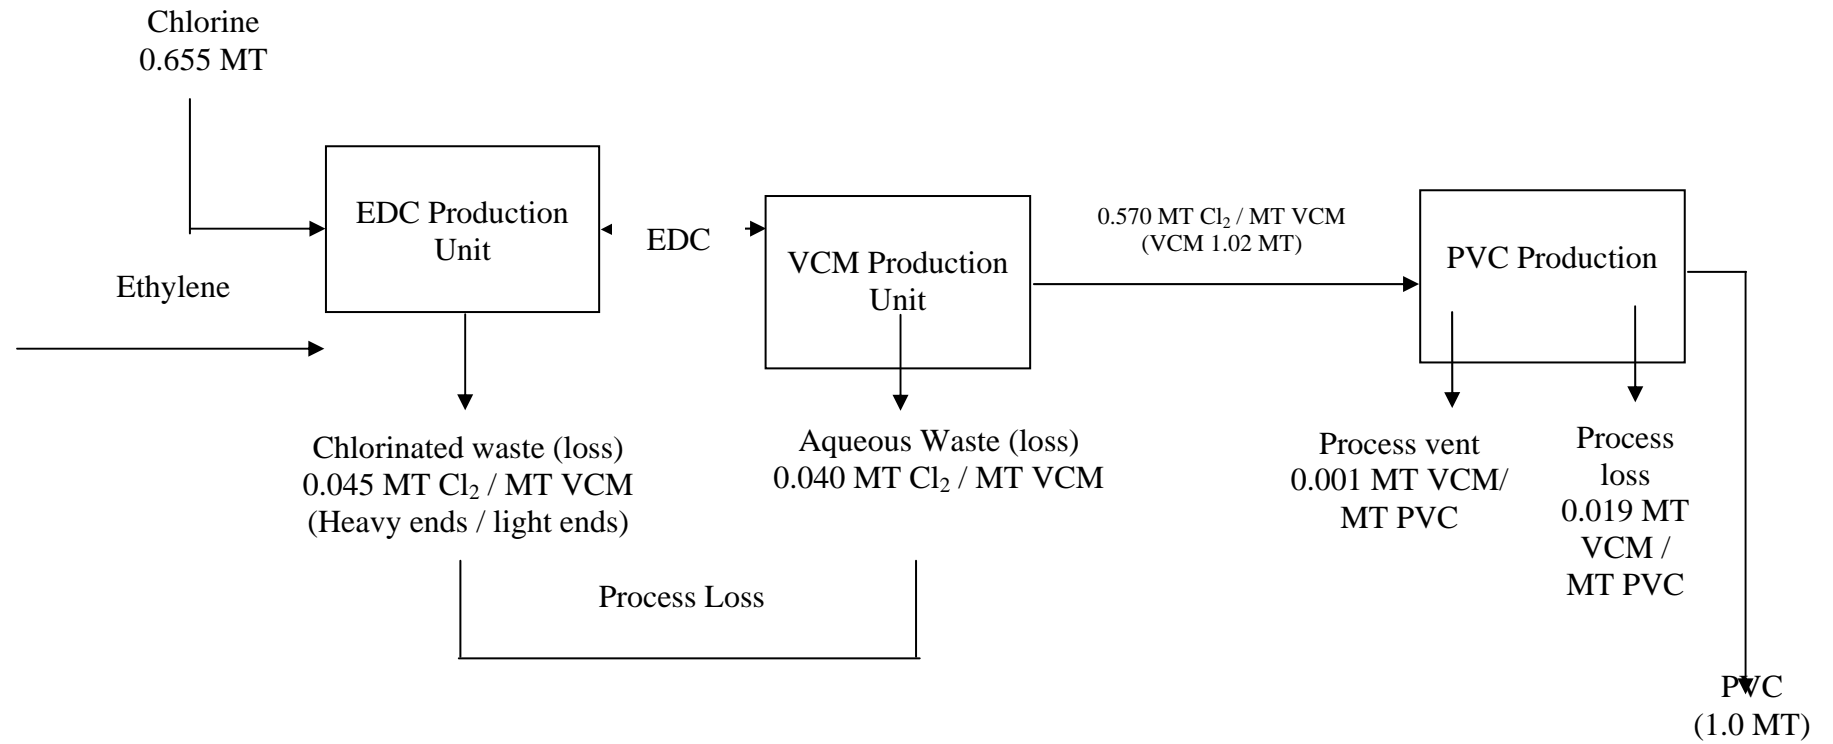 Chlorine
0.655 MT
EDC Production
Unit
Ethylene
EDC
VCM Production
Unit
0.570 MT Cl₂ / MT VCM
(VCM 1.02 MT)
PVC Production
Chlorinated waste (loss)
0.045 MT Cl₂ / MT VCM
(Heavy ends / light ends)
Aqueous Waste (loss)
0.040 MT Cl₂ / MT VCM
Process Loss
Process vent
0.001 MT VCM/
MT PVC
Process
loss
0.019 MT
VCM /
MT PVC
PVC
(1.0 MT)